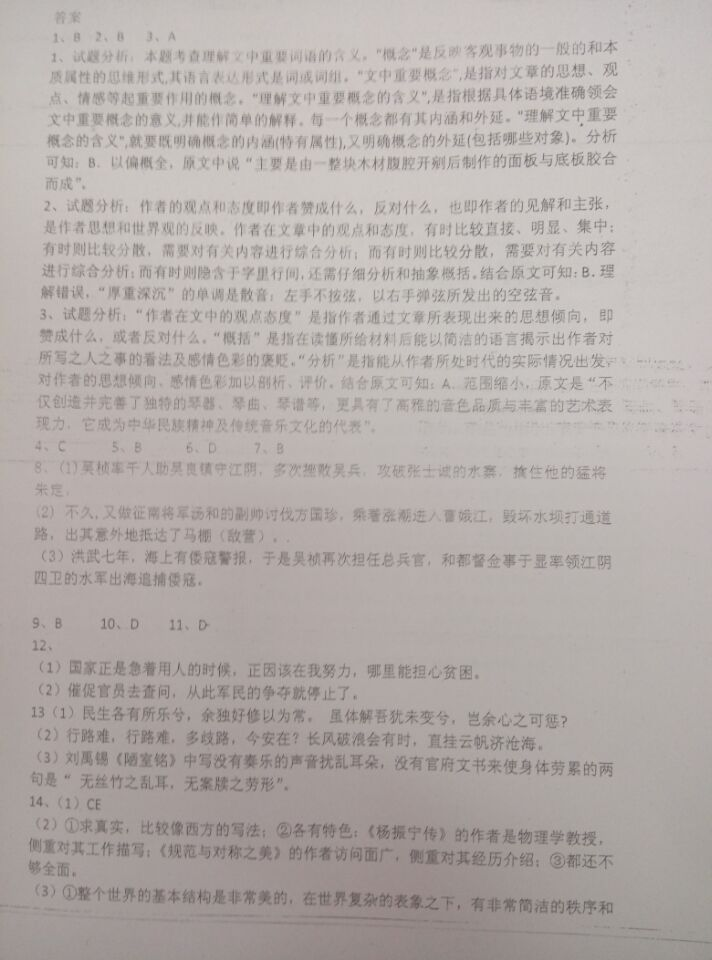 答案
1、B 2、B 3、A
1、试题分析：本题考查理解文中重要词语的含义。"概念"是反映客观事物的一般的和本
质属性的思维形式,其语言表达形式是词或词组。"文中重要概念",是指对文章的思想、观
点、情感等起重要作用的概念。"理解文中重要概念的含义",是指根据具体语境准确领会
文中重要概念的意义,并能作简单的解释。每一个概念都有其内涵和外延。"理解文中重要
概念的含义",就要既明确概念的内涵(特有属性),又明确概念的外延(包括哪些对象)。分析
可知：B．以偏概全，原文中说"主要是由一整块木材腹腔开剜后制作的面板与底板胶合
而成"。
2、试题分析：作者的观点和态度即作者赞成什么，反对什么，也即作者的见解和主张，
是作者思想和世界观的反映。作者在文章中的观点和态度，有时比较直接、明显、集中；
有时则比较分散，需要对有关内容进行综合分析；而有时则比较分散，需要对有关内容
进行综合分析；而有时则隐含于字里行间,还需仔细分析和抽象概括。结合原文可知：B．理
解错误，"厚重深沉"的单调是散音：左手不按弦，以右手弹弦所发出的空弦音。
3、试题分析："作者在文中的观点态度"是指作者通过文章所表现出来的思想倾向，即
赞成什么，或者反对什么。"概括"是指在读懂所给材料后能以简洁的语言揭示出作者对
所写之人之事的看法及感情色彩的褒贬。"分析"是指能从作者所处时代的实际情况出发，
对作者的思想倾向、感情色彩加以剖析、评价。结合原文可知：A．范围缩小，原文是"不
仅创造并完善了独特的琴器、琴曲、琴谱等，更具有了高雅的音色品质与丰富的艺术表
现力，它成为中华民族精神及传统音乐文化的代表"。
4、C 5、B 6、D 7、B
8、(1)吴桢率千人助吴良镇守江阴，多次挫败吴兵，攻破张士诚的水寨，擒住他的猛将
朱定。
(2) 不久,又做征南将军汤和的副帅讨伐方国珍，乘着涨潮进入曹娥江，毁坏水坝打通道
路，出其意外地抵达了马棚（敌营）。.
（3）洪武七年，海上有倭寇警报，于是吴桢再次担任总兵官，和都督佥事于显率领江阴
四卫的水军出海追捕倭寇。
9、B 10、D 11、D
12、
（1）国家正是急着用人的时候，正因该在我努力，哪里能担心贫困。
（2）催促官员去查问，从此军民的争夺就停止了。
13（1）民生各有所乐兮，余独好修以为常。 虽体解吾犹未变兮，岂余心之可惩?
（2）行路难，行路难，多歧路，今安在？长风破浪会有时，直挂云帆济沧海。
（3）刘禹锡《陋室铭》中写没有奏乐的声音扰乱耳朵，没有官府文书来使身体劳累的两
句是" 无丝竹之乱耳，无案牍之劳形"。
14、（1）CE
（2）①求真实，比较像西方的写法；②各有特色：《杨振宁传》的作者是物理学教授，
侧重对其工作描写；《规范与对称之美》的作者访问面广，侧重对其经历介绍；③都还不
够全面。
（3）①整个世界的基本结构是非常美的，在世界复杂的表象之下，有非常简洁的秩序和